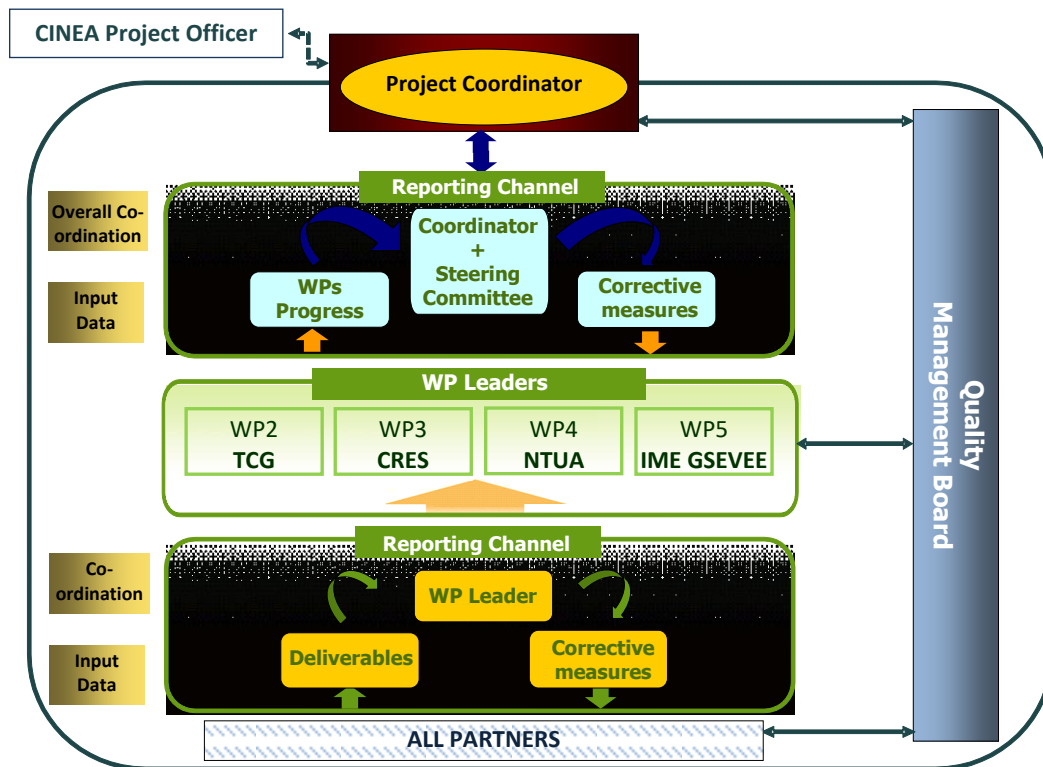 CINEA Project Officer
Project Coordinator
Reporting Channel
Overall Co-
ordination
Coordinator
+
Steering
Committee
WPs
Progress
Corrective
measures
Input
Data
WP Leaders
WP2
TCG
WP3
CRES
WP4
NTUA
WP5
IME GSEVEE
Quality
Management Board
Reporting Channel
Co-
ordination
WP Leader
Deliverables
Corrective
measures
Input
Data
ALL PARTNERS